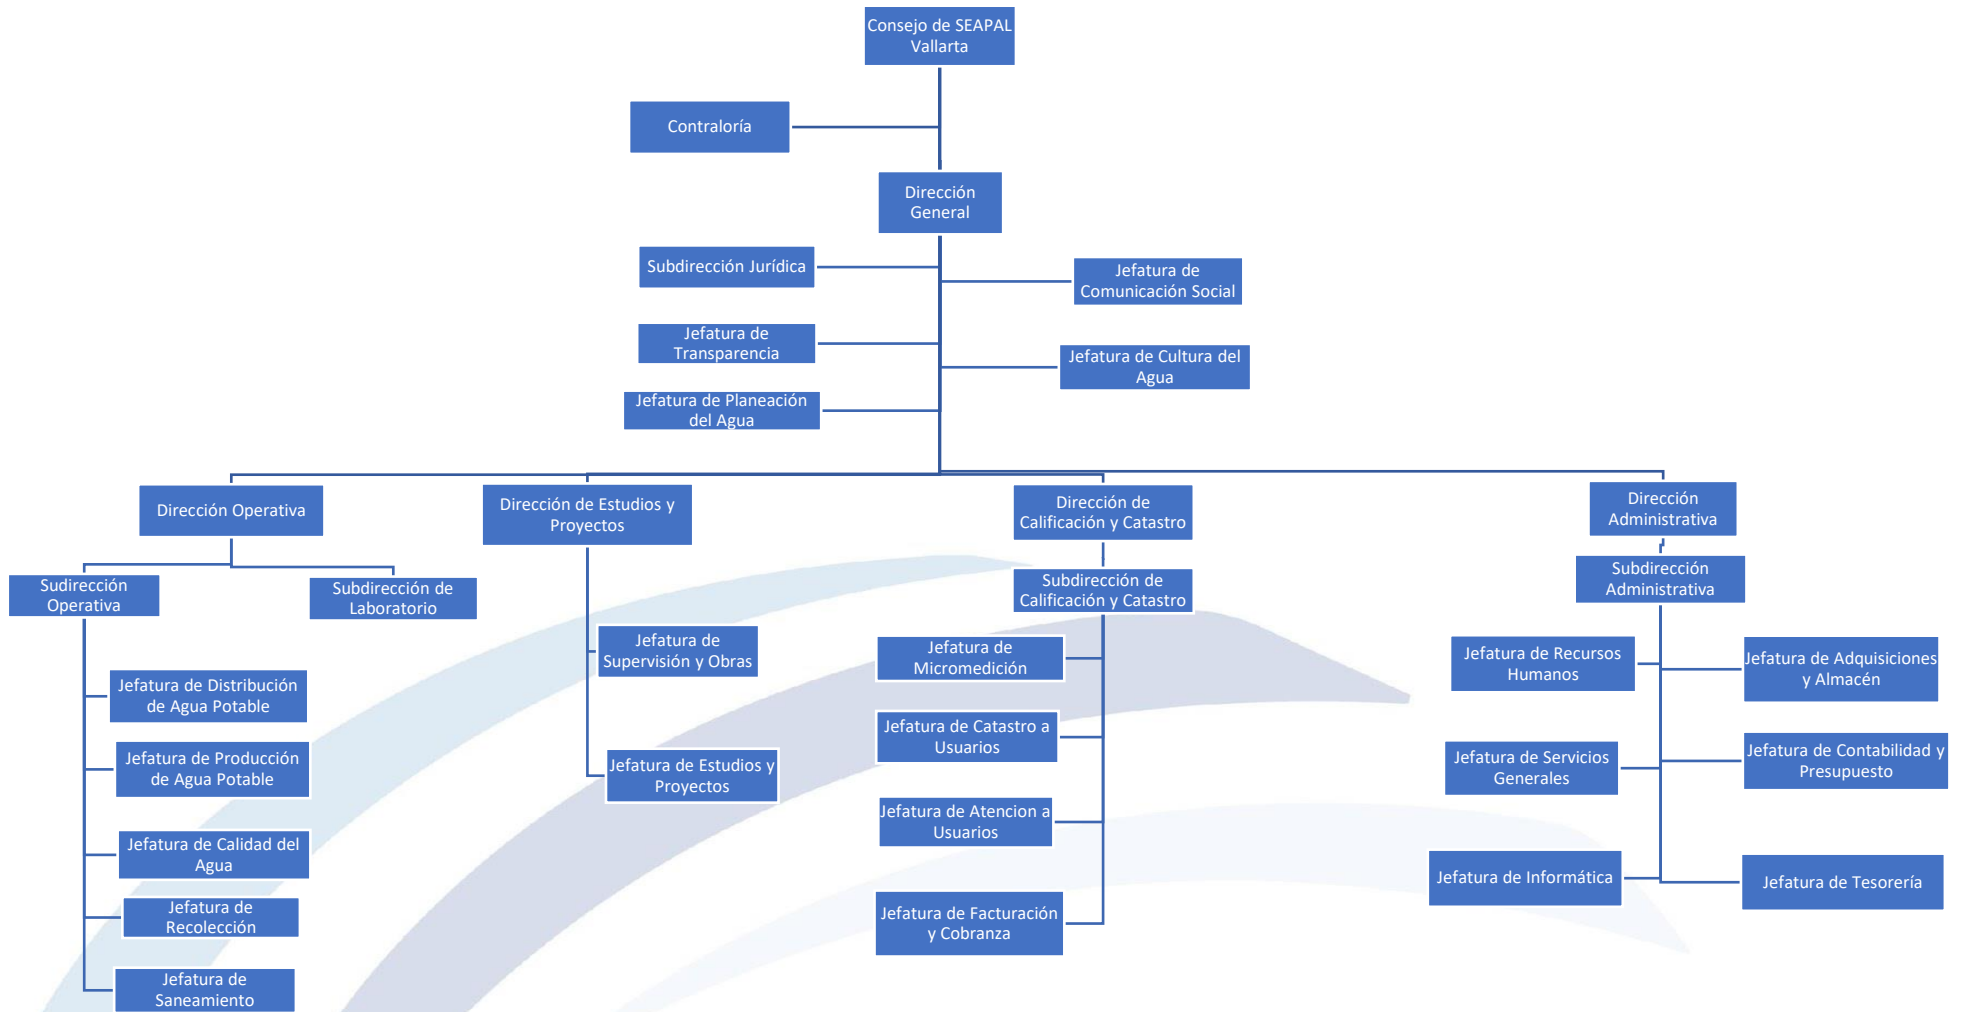 Consejo de SEAPAL
Vallarta
Contraloría
Dirección
General
Subdirección Jurídica
Jefatura de
Comunicación Social
Jefatura de
Transparencia
Jefatura de Cultura del
Agua
Jefatura de Planeación
del Agua
Dirección Operativa
Dirección de Estudios y
Proyectos
Dirección de
Calificación y Catastro
Dirección
Administrativa
Sudirección
Operativa
Subdirección de
Laboratorio
Subdirección de
Calificación y Catastro
Subdirección
Administrativa
Jefatura de Distribución
de Agua Potable
Jefatura de Producción
de Agua Potable
Jefatura de Calidad del
Agua
Jefatura de
Recolección
Jefatura de
Saneamiento
Jefatura de
Supervisión y Obras
Jefatura de Estudios y
Proyectos
Jefatura de
Micromedición
Jefatura de Catastro a
Usuarios
Jefatura de Atencion a
Usuarios
Jefatura de Facturación
y Cobranza
Jefatura de Recursos
Humanos
Jefatura de Adquisiciones
y Almacén
Jefatura de Servicios
Generales
Jefatura de Contabilidad y
Presupuesto
Jefatura de Informática
Jefatura de Tesorería